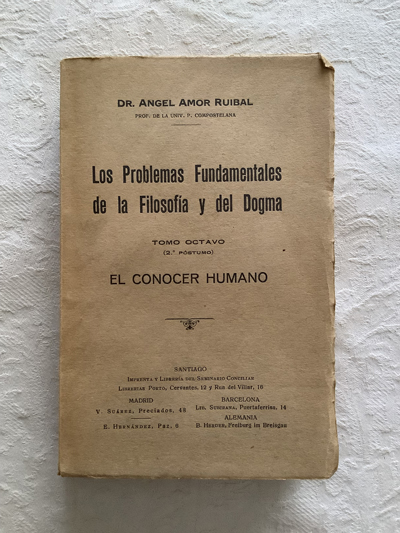 DR. ANGEL AMOR RUIBAL
PROF. DE LA UNIV. P. COMPOSTELANA
Los Problemas Fundamentales
de la Filosofía y del Dogma
TOMO OCTAVO
(2.º PÓSTUMO)
EL CONOCER HUMANO
SANTIAGO
IMPRENTA Y LIBRERÍA DEL SEMINARIO CONCILIAR
LIBRERÍAS PORTO, Cervantes, 12 y Rua del Villar, 10
MADRID
V. SUÁREZ, Preciados, 48
E. HERNÁNDEZ, Paz, 6
BARCELONA
LIB. SUBIRANA, Puertaferrisa, 14
ALEMANIA
B. HERDER, Freiburg im Breisgau